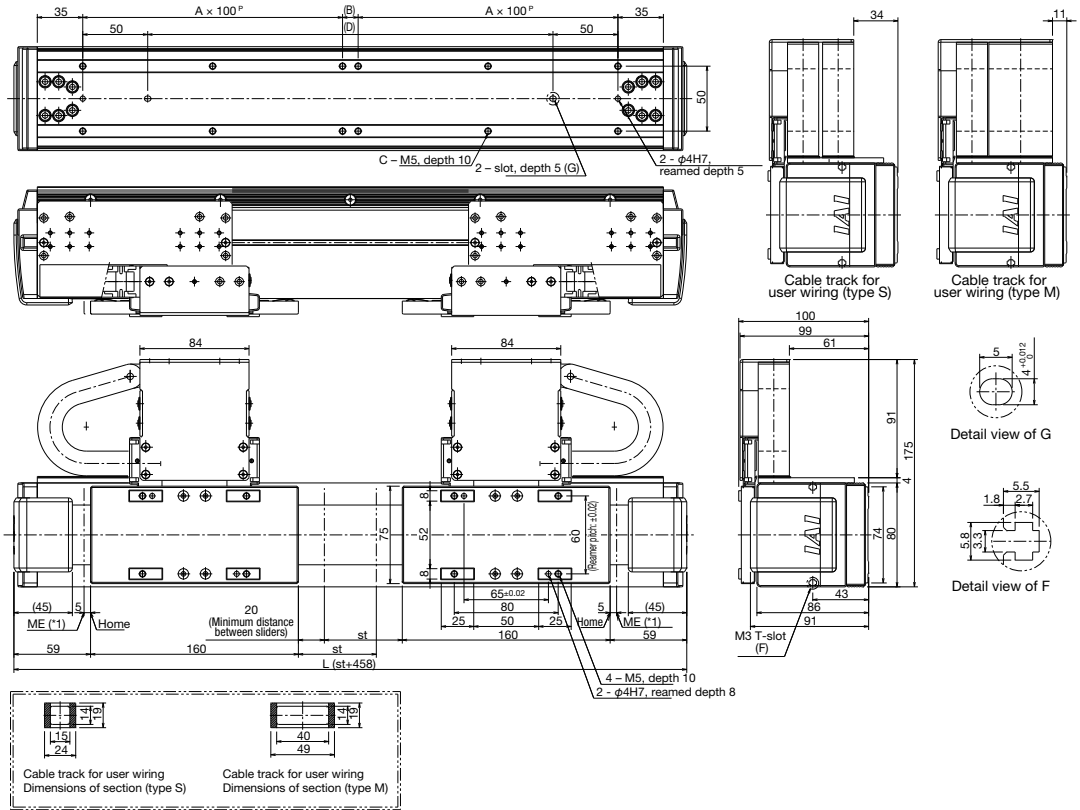 35
A × 100 P
(B)
A × 100 P
35
50
(D)
50
50
C – M5, depth 10
2 – slot, depth 5 (G)
2 - φ4H7,
reamed depth 5
34
11
IAI
IAI
Cable track for
user wiring (type S)
Cable track for
user wiring (type M)
84
84
100
99
61
91
175
4
74
80
IAI
43
86
91
M3 T-slot
(F)
5
4 +0.012 0
Detail view of G
5.5
1.8
2.7
5.8
3.3
Detail view of F
8
52
8
75
60
(Reamer pitch: ±0.02)
65±0.02
80
25
50
25
(45)
5
ME (*1)
Home
20
(Minimum distance
between sliders)
5
(45)
Home
ME (*1)
59
160
st
st
160
59
L (st+458)
4 – M5, depth 10
2 - φ4H7, reamed depth 8
14
19
15
24
14
19
40
49
Cable track for user wiring
Dimensions of section (type S)
Cable track for user wiring
Dimensions of section (type M)